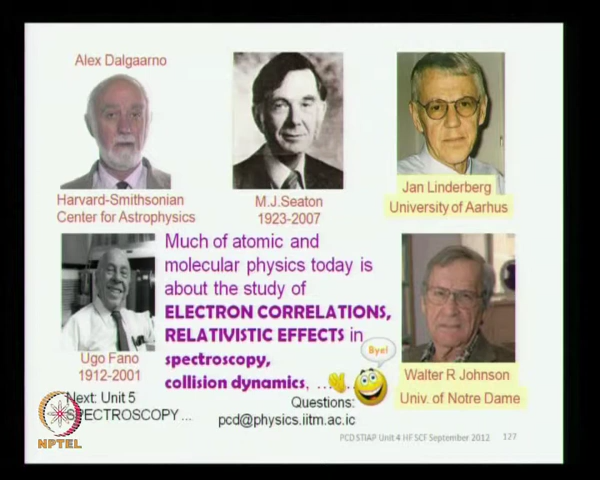 Alex Dalgaarno
Harvard-Smithsonian
Center for Astrophysics
M.J.Seaton
1923-2007
Jan Linderberg
University of Aarhus
Much of atomic and
molecular physics today is
about the study of
ELECTRON CORRELATIONS,
RELATIVISTIC EFFECTS in
spectroscopy,
collision dynamics, ...
Bye!
Ugo Fano
1912-2001
Walter R Johnson
Univ. of Notre Dame
Next: Unit 5
SPECTROSCOPY ...
Questions:
pcd@physics.iitm.ac.ic
NPTEL
PCD STIAP Unit 4 HF SCF September 2012 127